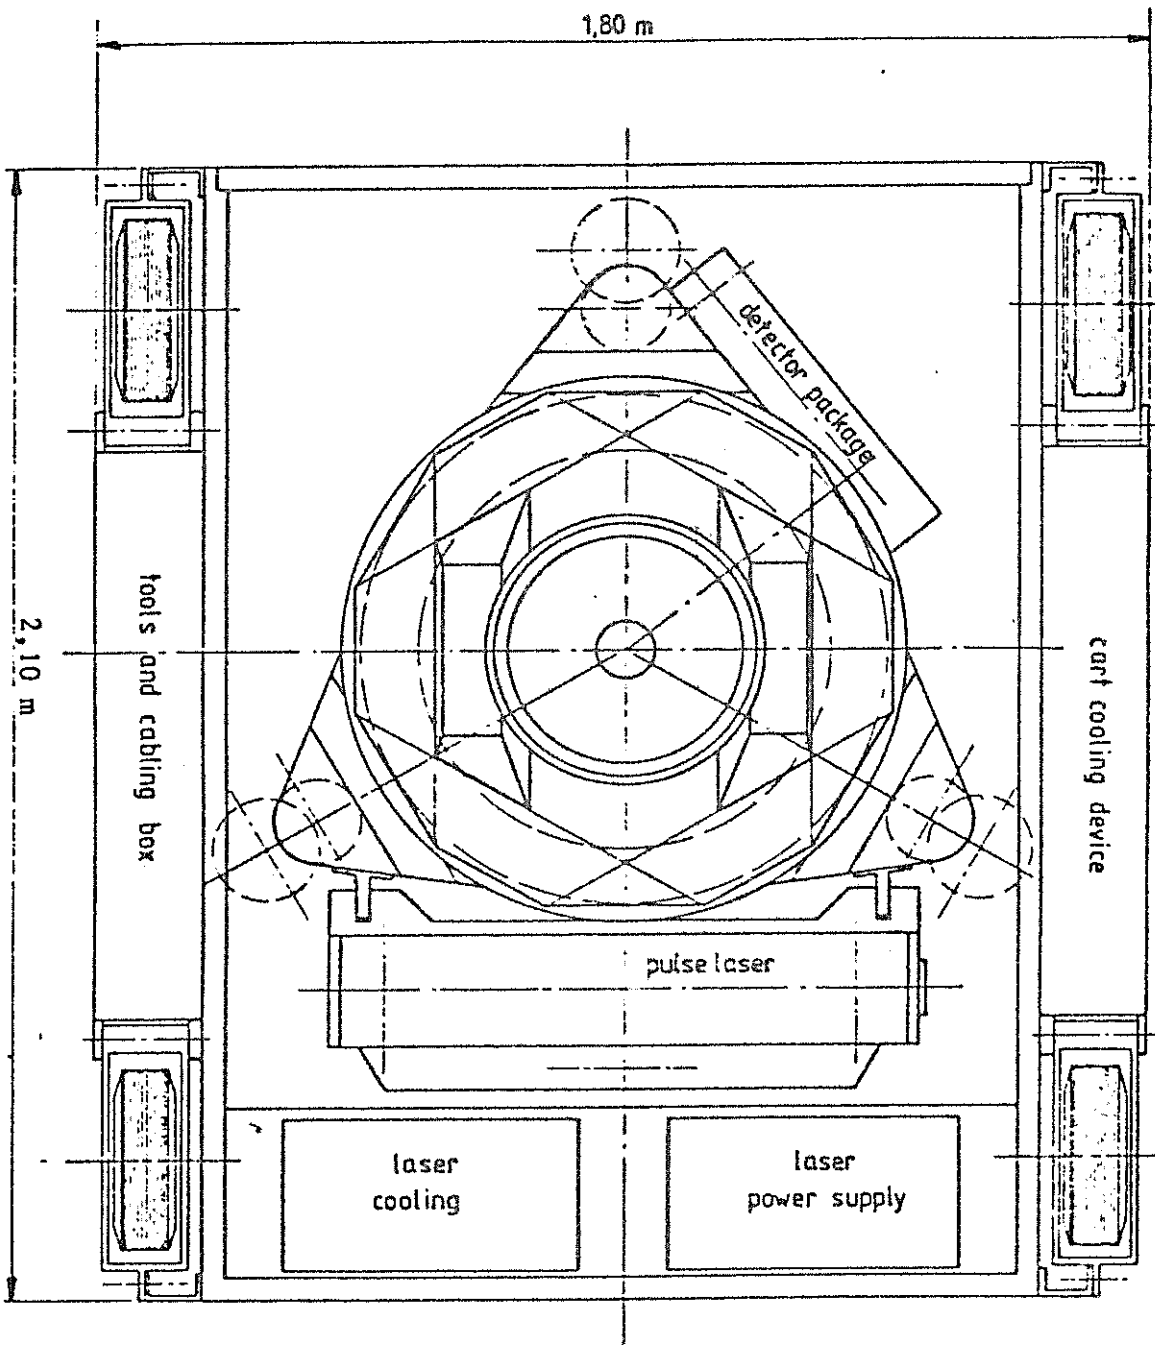 1,80 m
detector package
tools and cabling box
2,10 m
cart cooling device
pulse laser
laser
cooling
laser
power supply